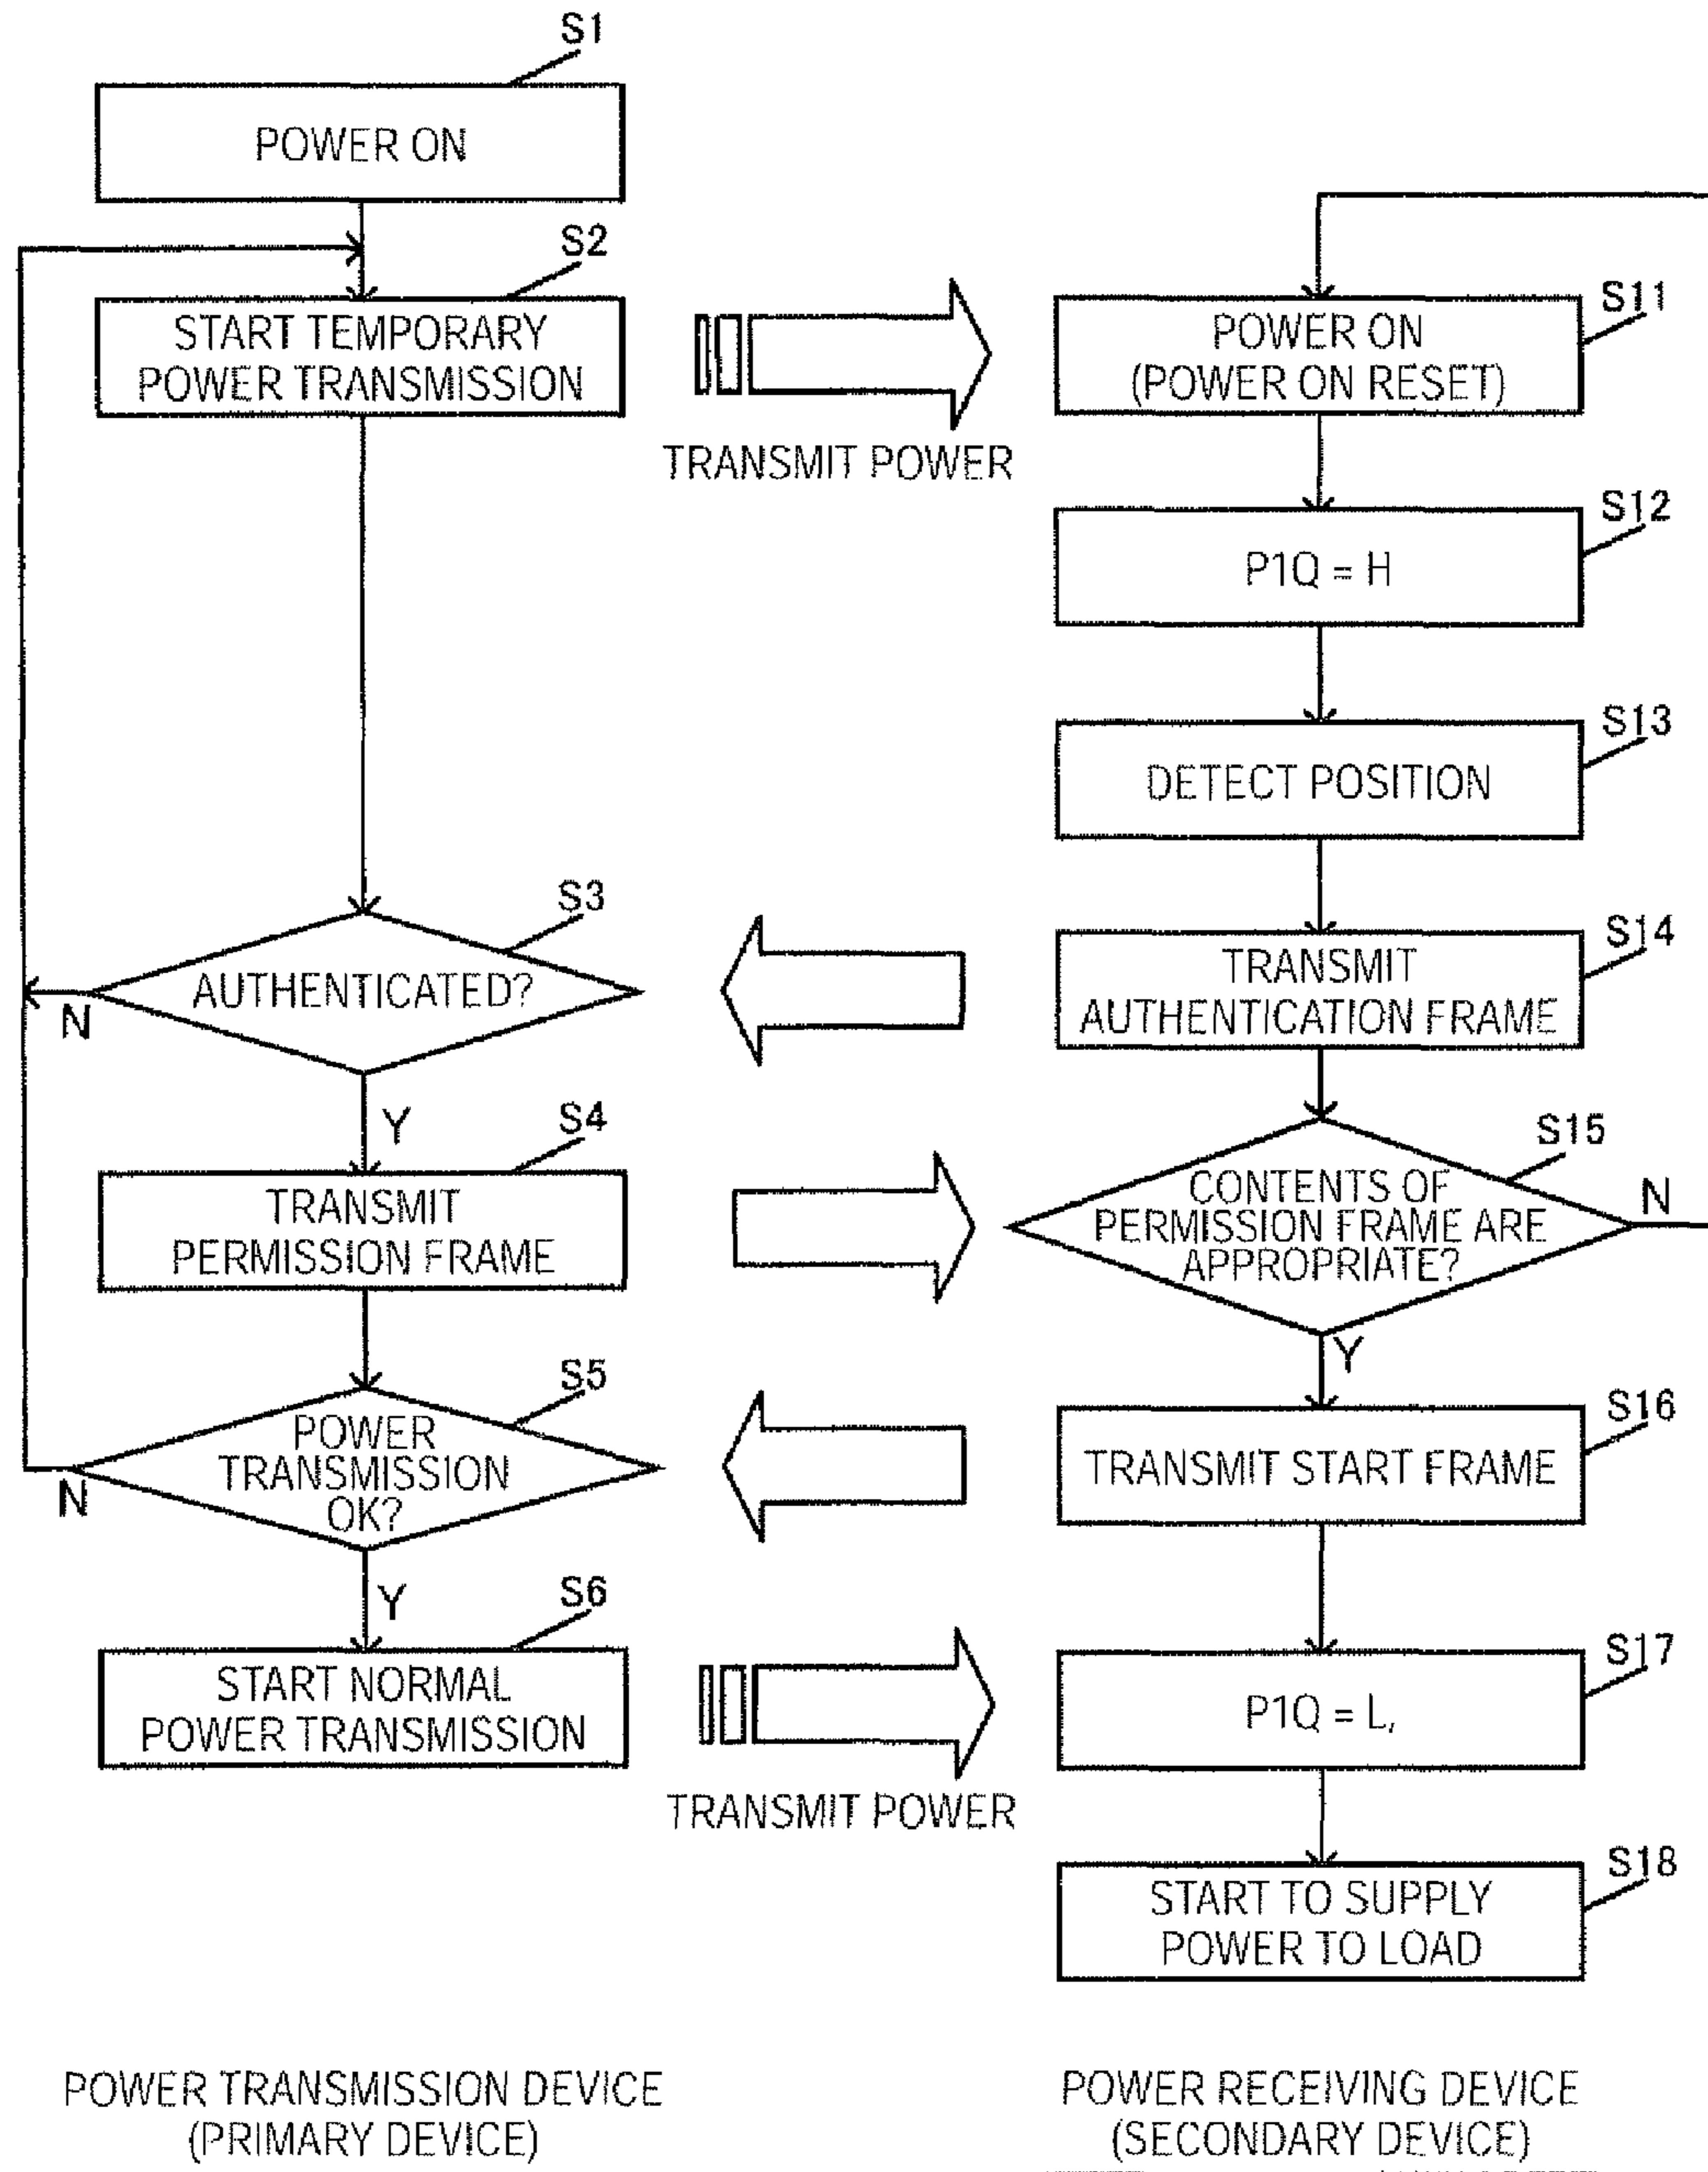 S1
POWER ON
S2
START TEMPORARY
POWER TRANSMISSION
TRANSMIT POWER
S11
POWER ON
(POWER ON RESET)
S12
P1Q = H
S13
DETECT POSITION
S3
AUTHENTICATED?
N
Y
S14
TRANSMIT
AUTHENTICATION FRAME
S4
TRANSMIT
PERMISSION FRAME
S15
CONTENTS OF
PERMISSION FRAME ARE
APPROPRIATE?
N
Y
S5
POWER
TRANSMISSION
OK?
N
Y
S16
TRANSMIT START FRAME
S6
START NORMAL
POWER TRANSMISSION
TRANSMIT POWER
S17
P1Q = L,
S18
START TO SUPPLY
POWER TO LOAD
POWER TRANSMISSION DEVICE
(PRIMARY DEVICE)
POWER RECEIVING DEVICE
(SECONDARY DEVICE)